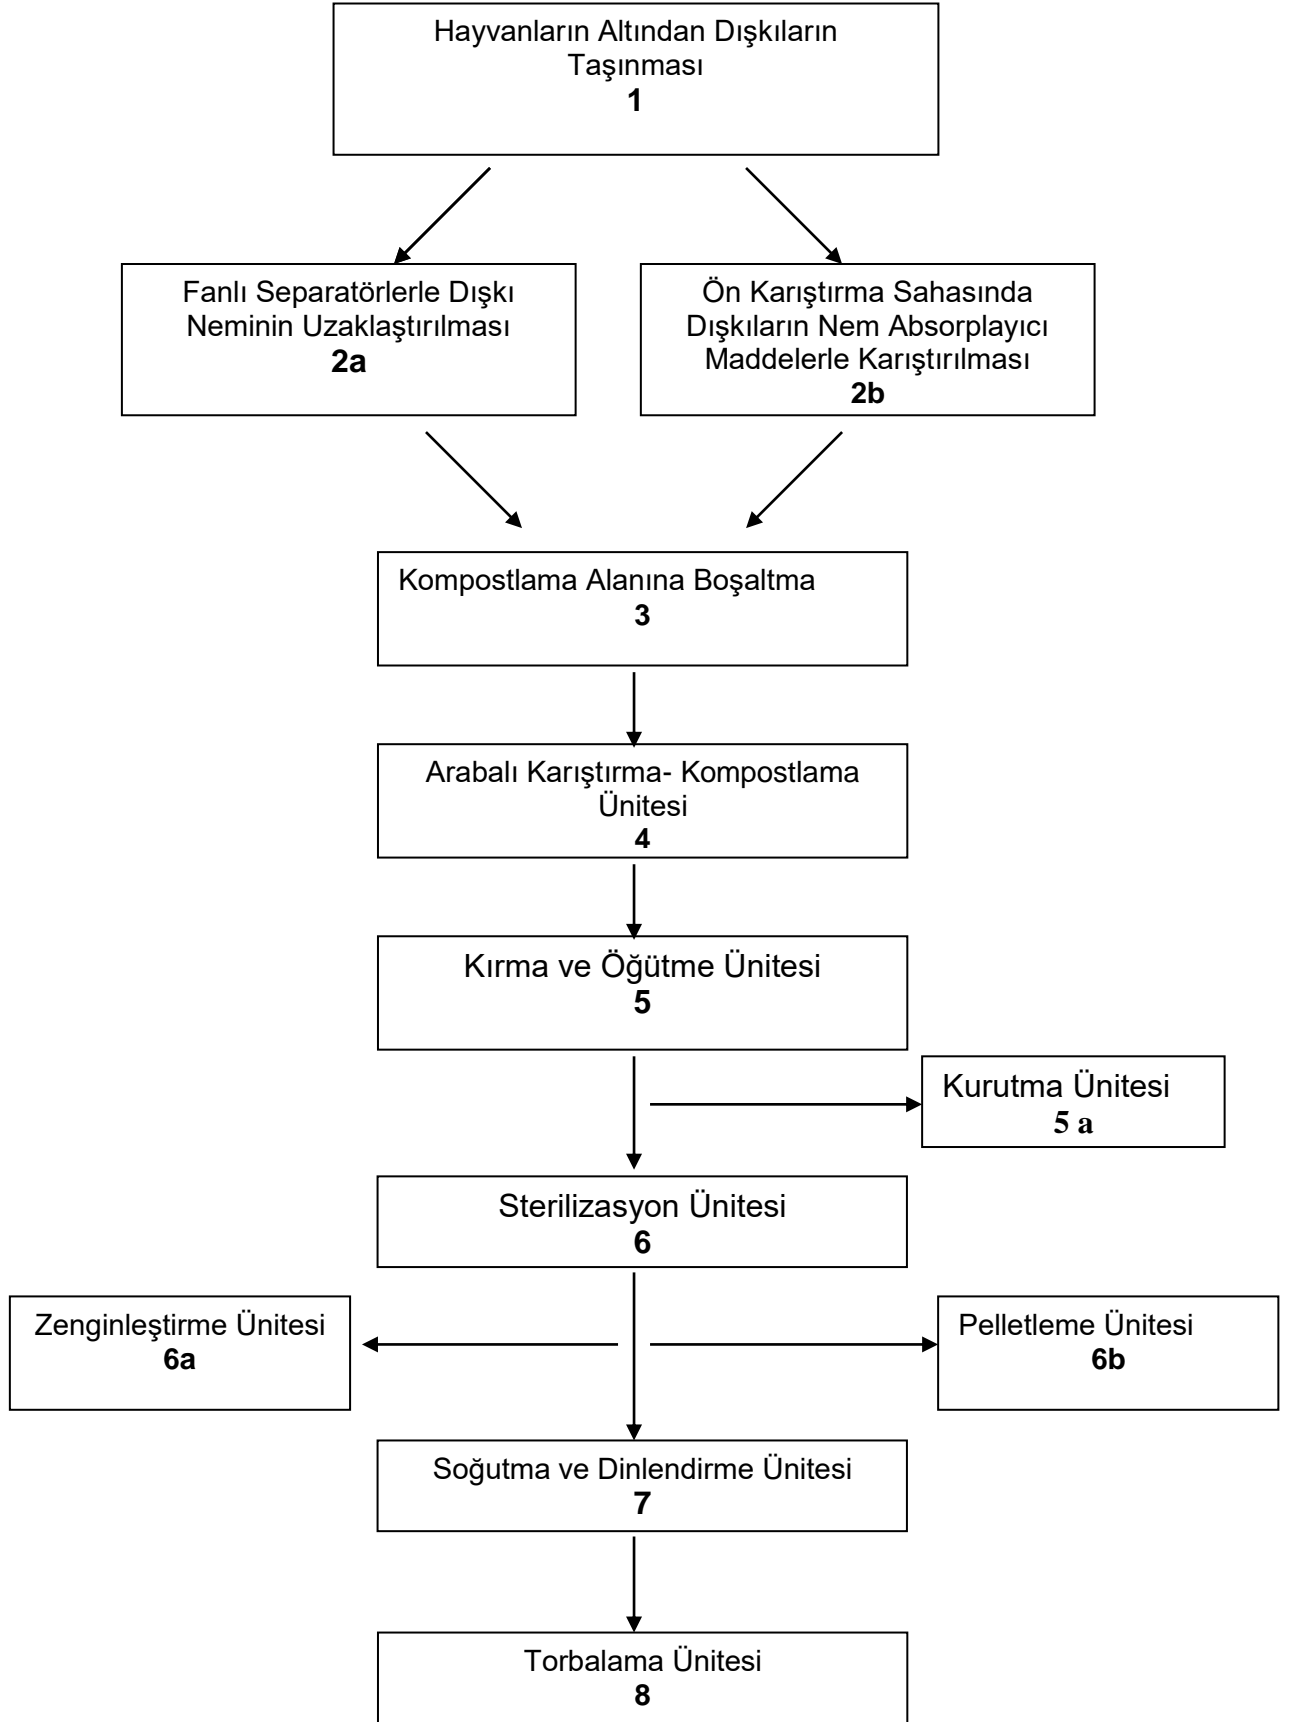 Hayvanların Altından Dışkıların
Taşınması
1
Fanlı Separatörlerle Dışkı
Neminin Uzaklaştırılması
2a
Ön Karıştırma Sahasında
Dışkıların Nem Absorplayıcı
Maddelerle Karıştırılması
2b
Kompostlama Alanına Boşaltma
3
Arabalı Karıştırma- Kompostlama
Ünitesi
4
Kırma ve Öğütme Ünitesi
5
Kurutma Ünitesi
5 a
Sterilizasyon Ünitesi
6
Zenginleştirme Ünitesi
6a
Pelletleme Ünitesi
6b
Soğutma ve Dinlendirme Ünitesi
7
Torbalama Ünitesi
8